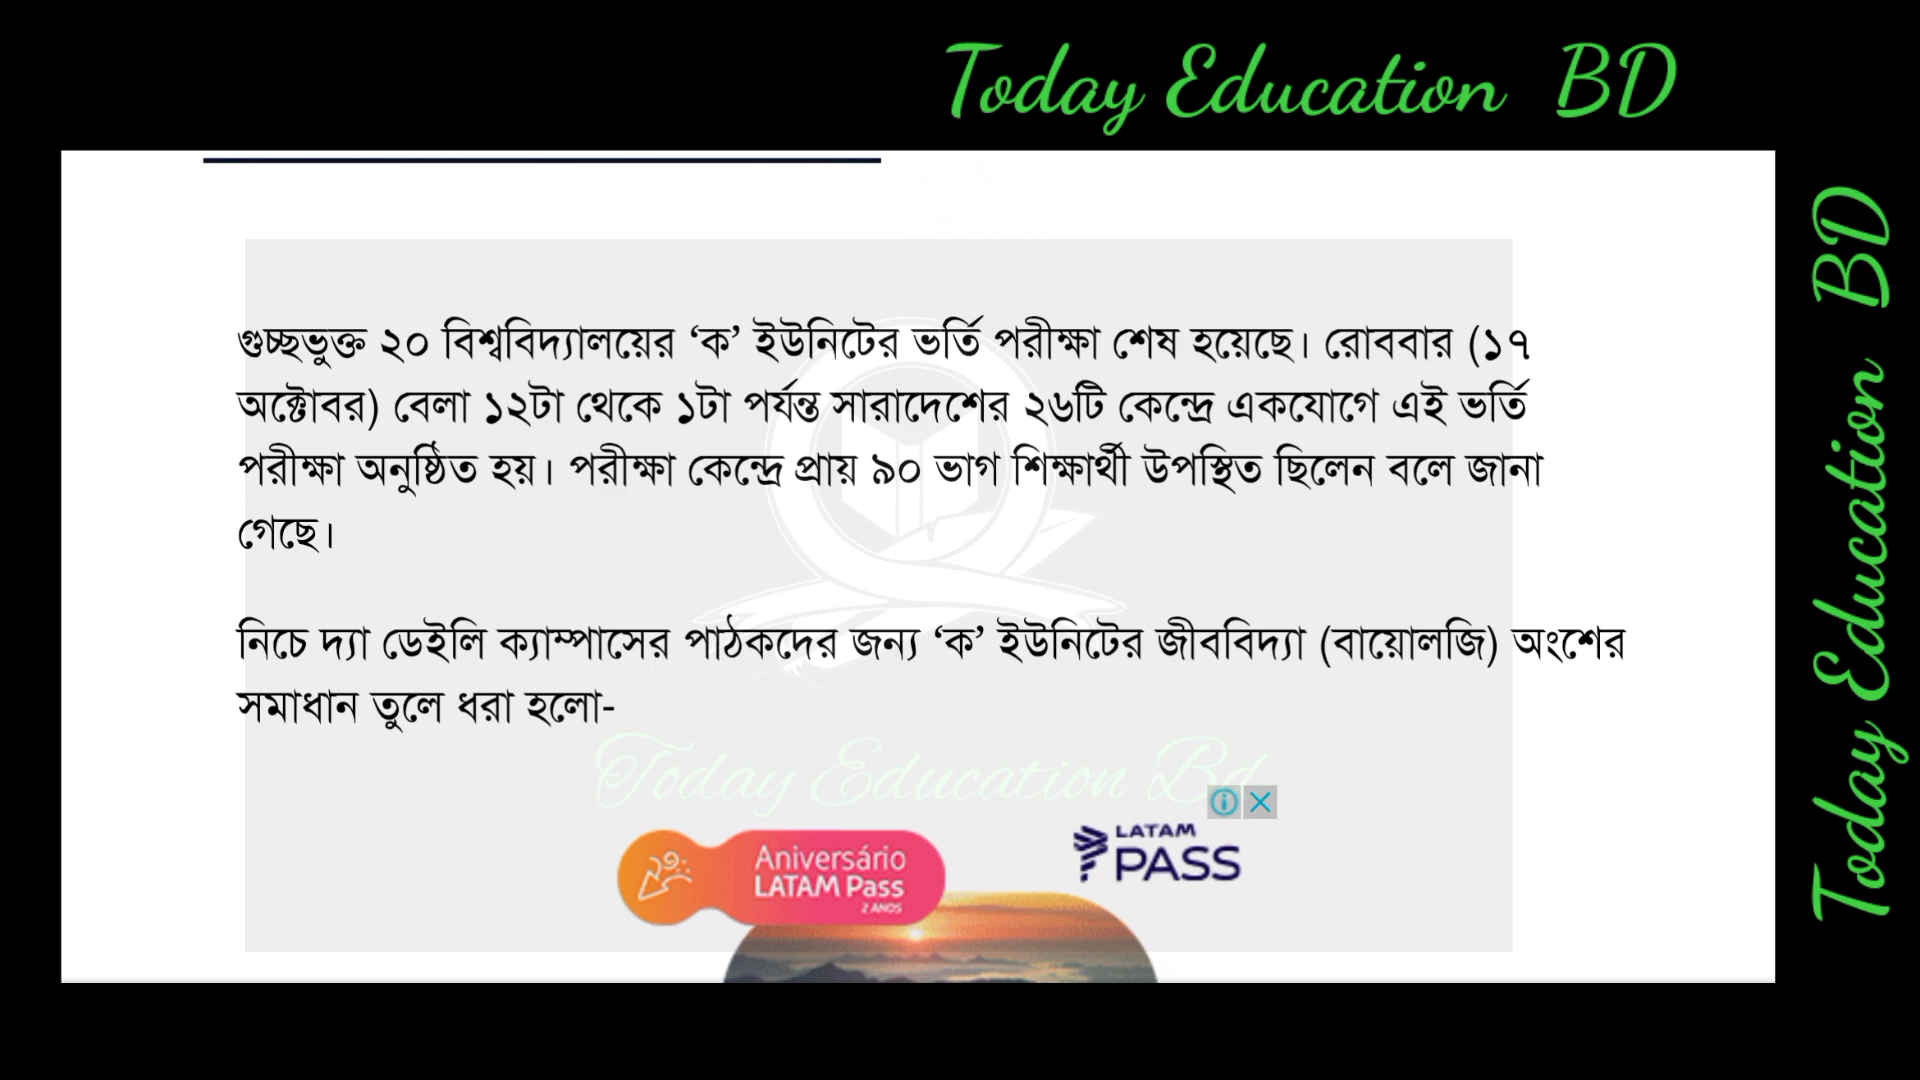 Today Education BD
গুচ্ছভুক্ত ২০ বিশ্ববিদ্যালয়ের ‘ক’ ইউনিটের ভর্তি পরীক্ষা শেষ হয়েছে। রোববার (১৭
অক্টোবর) বেলা ১২টা থেকে ১টা পর্যন্ত সারাদেশের ২৬টি কেন্দ্রে একযোগে এই ভর্তি
পরীক্ষা অনুষ্ঠিত হয়। পরীক্ষা কেন্দ্রে প্রায় ৯০ ভাগ শিক্ষার্থী উপস্থিত ছিলেন বলে জানা
গেছে।
নিচে দ্যা ডেইলি ক্যাম্পাসের পাঠকদের জন্য ‘ক’ ইউনিটের জীববিদ্যা (বায়োলজি) অংশের
সমাধান তুলে ধরা হলো-
Today Education Bd
Aniversário
LATAM Pass
2 ANOS
LATAM
PASS
Today Education BD